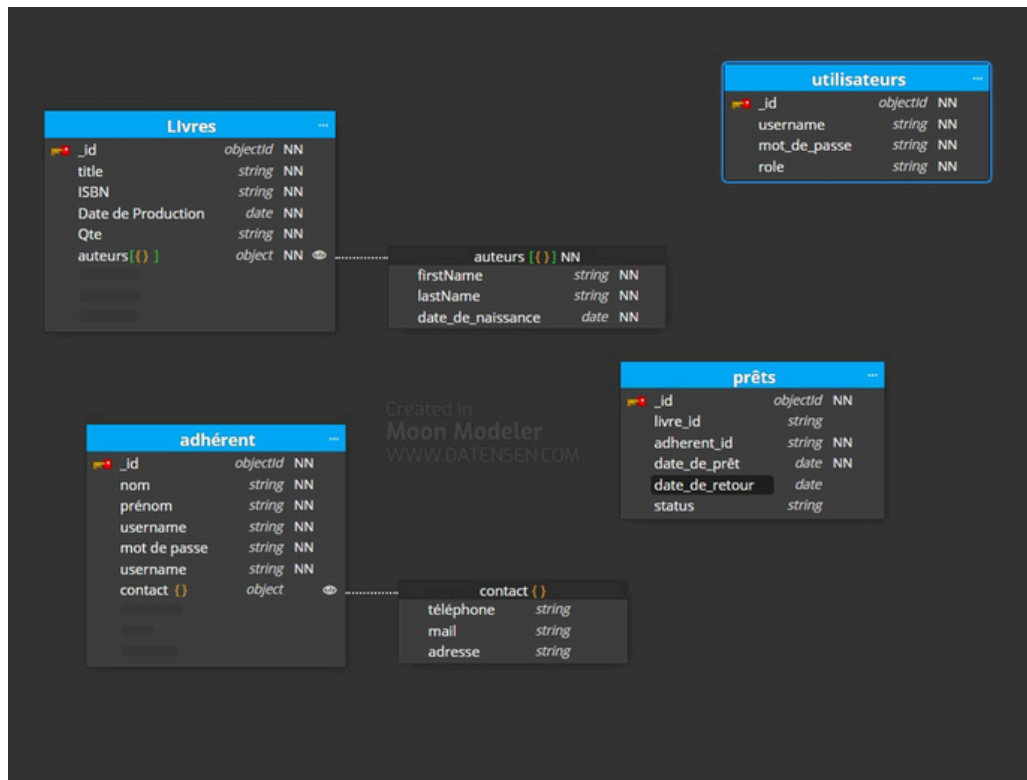 utilisateurs ...
_id objectId NN
username string NN
mot_de_passe string NN
role string NN
LIvres ...
_id objectId NN
title string NN
ISBN string NN
Date de Production date NN
Qte string NN
auteurs[{} ] object NN
auteurs [{}] NN
firstName string NN
lastName string NN
date_de_naissance date NN
prêts ...
_id objectId NN
livre_id string
adherent_id string NN
date_de_prêt date NN
date_de_retour date
status string
Created in
Moon Modeler
WWW.DATENSEN.COM
adhérent ...
_id objectId NN
nom string NN
prénom string NN
username string NN
mot de passe string NN
username string NN
contact {} object
contact {}
téléphone string
mail string
adresse string